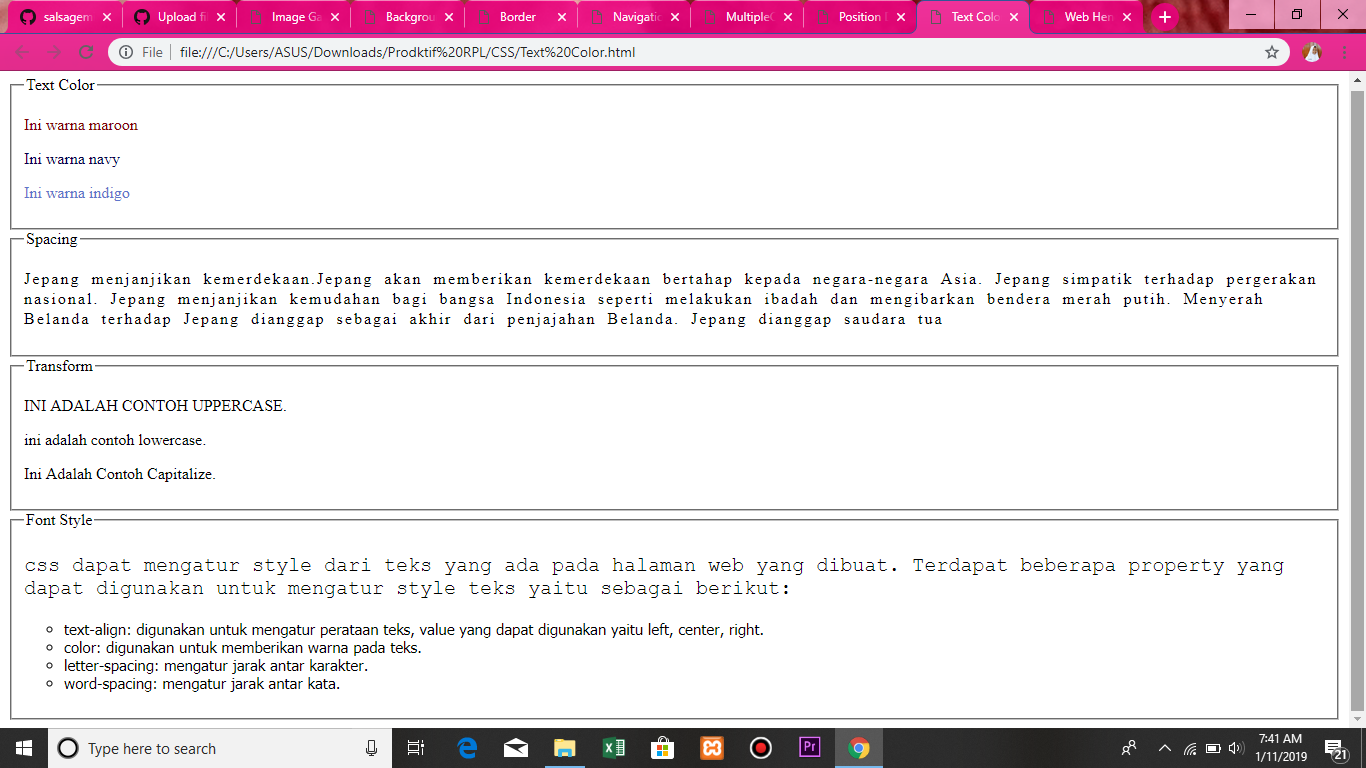 salsagem
Upload fi
Image Ga
Backgrou
Border
Navigatio
MultipleC
Position
Text Colo
Web Hen
File
file:///C:/Users/ASUS/Downloads/Prodktif%20RPL/CSS/Text%20Color.html
Text Color
Ini warna maroon
Ini warna navy
Ini warna indigo
Spacing
Jepang menjanjikan kemerdekaan.Jepang akan memberikan kemerdekaan bertahap kepada negara-negara Asia. Jepang simpatik terhadap pergerakan
nasional. Jepang menjanjikan kemudahan bagi bangsa Indonesia seperti melakukan ibadah dan mengibarkan bendera merah putih. Menyerah
Belanda terhadap Jepang dianggap sebagai akhir dari penjajahan Belanda. Jepang dianggap saudara tua
Transform
INI ADALAH CONTOH UPPERCASE.
ini adalah contoh lowercase.
Ini Adalah Contoh Capitalize.
Font Style
css dapat mengatur style dari teks yang ada pada halaman web yang dibuat. Terdapat beberapa property yang
dapat digunakan untuk mengatur style teks yaitu sebagai berikut:
text-align: digunakan untuk mengatur perataan teks, value yang dapat digunakan yaitu left, center, right.
color: digunakan untuk memberikan warna pada teks.
letter-spacing: mengatur jarak antar karakter.
word-spacing: mengatur jarak antar kata.
Type here to search
Pr
7:41 AM
1/11/2019
21